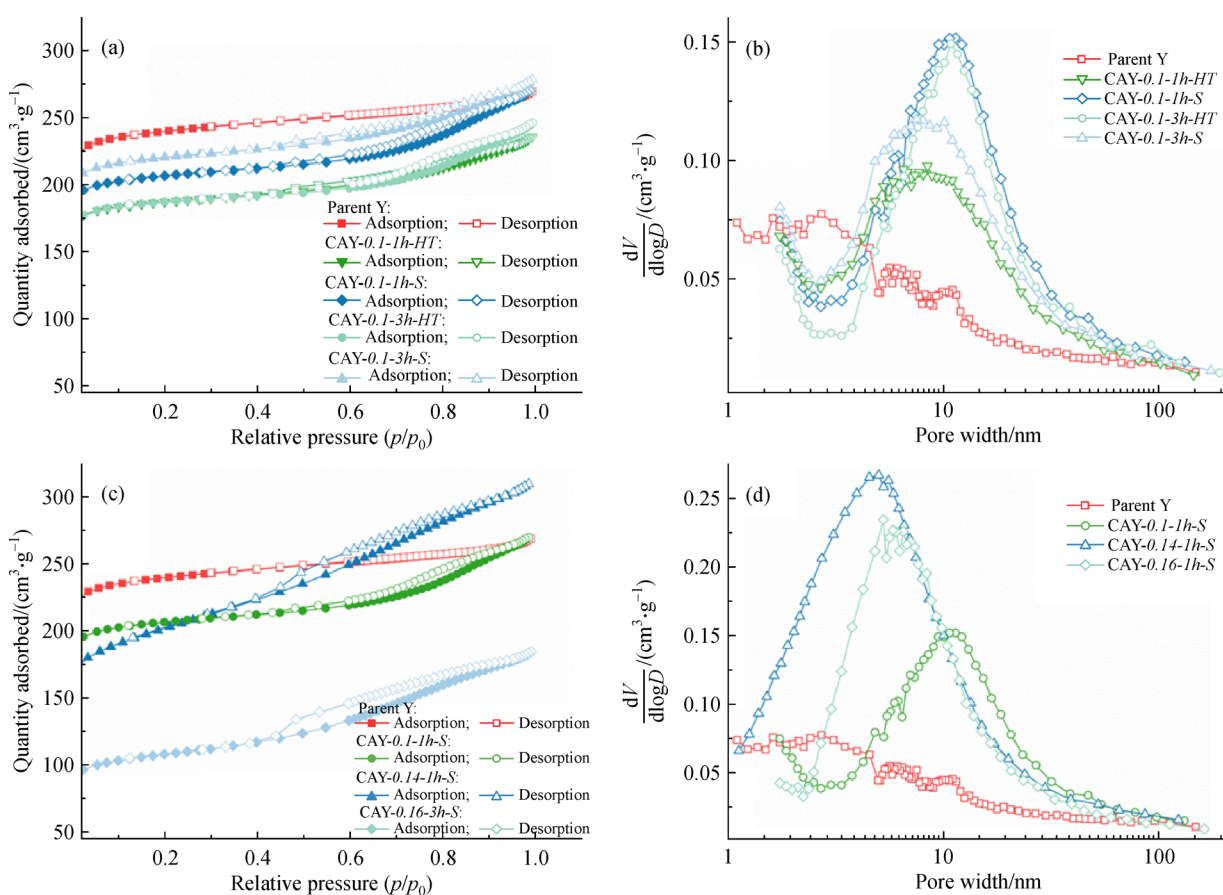 (a)
300
250
200
150
100
50
Quantity adsorbed/(cm³·g⁻¹)
Parent Y:
Adsorption; Desorption
CAY-0.1-1h-HT:
Adsorption; Desorption
CAY-0.1-1h-S:
Adsorption; Desorption
CAY-0.1-3h-HT:
Adsorption; Desorption
CAY-0.1-3h-S:
Adsorption; Desorption
0.2 0.4 0.6 0.8 1.0
Relative pressure (p/p₀)
(b)
0.15
0.10
0.05
dV
dlogD
/(cm³·g⁻¹)
Parent Y
CAY-0.1-1h-HT
CAY-0.1-1h-S
CAY-0.1-3h-HT
CAY-0.1-3h-S
1 10 100
Pore width/nm
(c)
300
250
200
150
100
50
Quantity adsorbed/(cm³·g⁻¹)
Parent Y:
Adsorption; Desorption
CAY-0.1-1h-S:
Adsorption; Desorption
CAY-0.14-1h-S:
Adsorption; Desorption
CAY-0.16-3h-S:
Adsorption; Desorption
0.2 0.4 0.6 0.8 1.0
Relative pressure (p/p₀)
(d)
0.25
0.20
0.15
0.10
0.05
dV
dlogD
/(cm³·g⁻¹)
Parent Y
CAY-0.1-1h-S
CAY-0.14-1h-S
CAY-0.16-1h-S
1 10 100
Pore width/nm